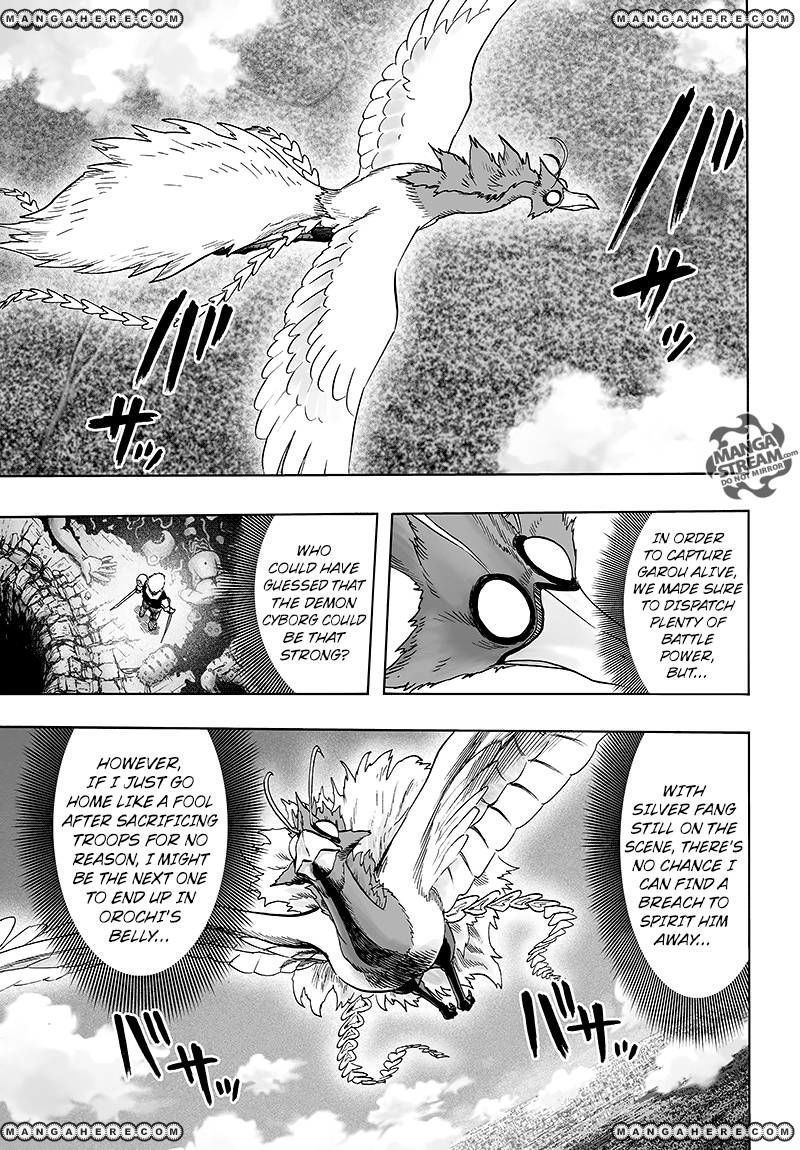 MANGAHERE.COM
MANGAHERE.COM
バサッ
バサッ
MANGA
STREAM.com
DO NOT MIRROR
IN ORDER
TO CAPTURE
GAROU ALIVE,
WE MADE SURE
TO DISPATCH
PLENTY OF
BATTLE
POWER,
BUT...
WHO
COULD HAVE
GUESSED THAT
THE DEMON
CYBORG COULD
BE THAT
STRONG?
WITH
SILVER FANG
STILL ON THE
SCENE, THERE'S
NO CHANCE I
CAN FIND A
BREACH TO
SPIRIT HIM
AWAY...
HOWEVER,
IF I JUST GO
HOME LIKE A FOOL
AFTER SACRIFICING
TROOPS FOR NO
REASON, I MIGHT
BE THE NEXT ONE
TO END UP IN
OROCHI'S
BELLY...
バサッ
バサッ
MANGAHERE.COM
MANGAHERE.COM